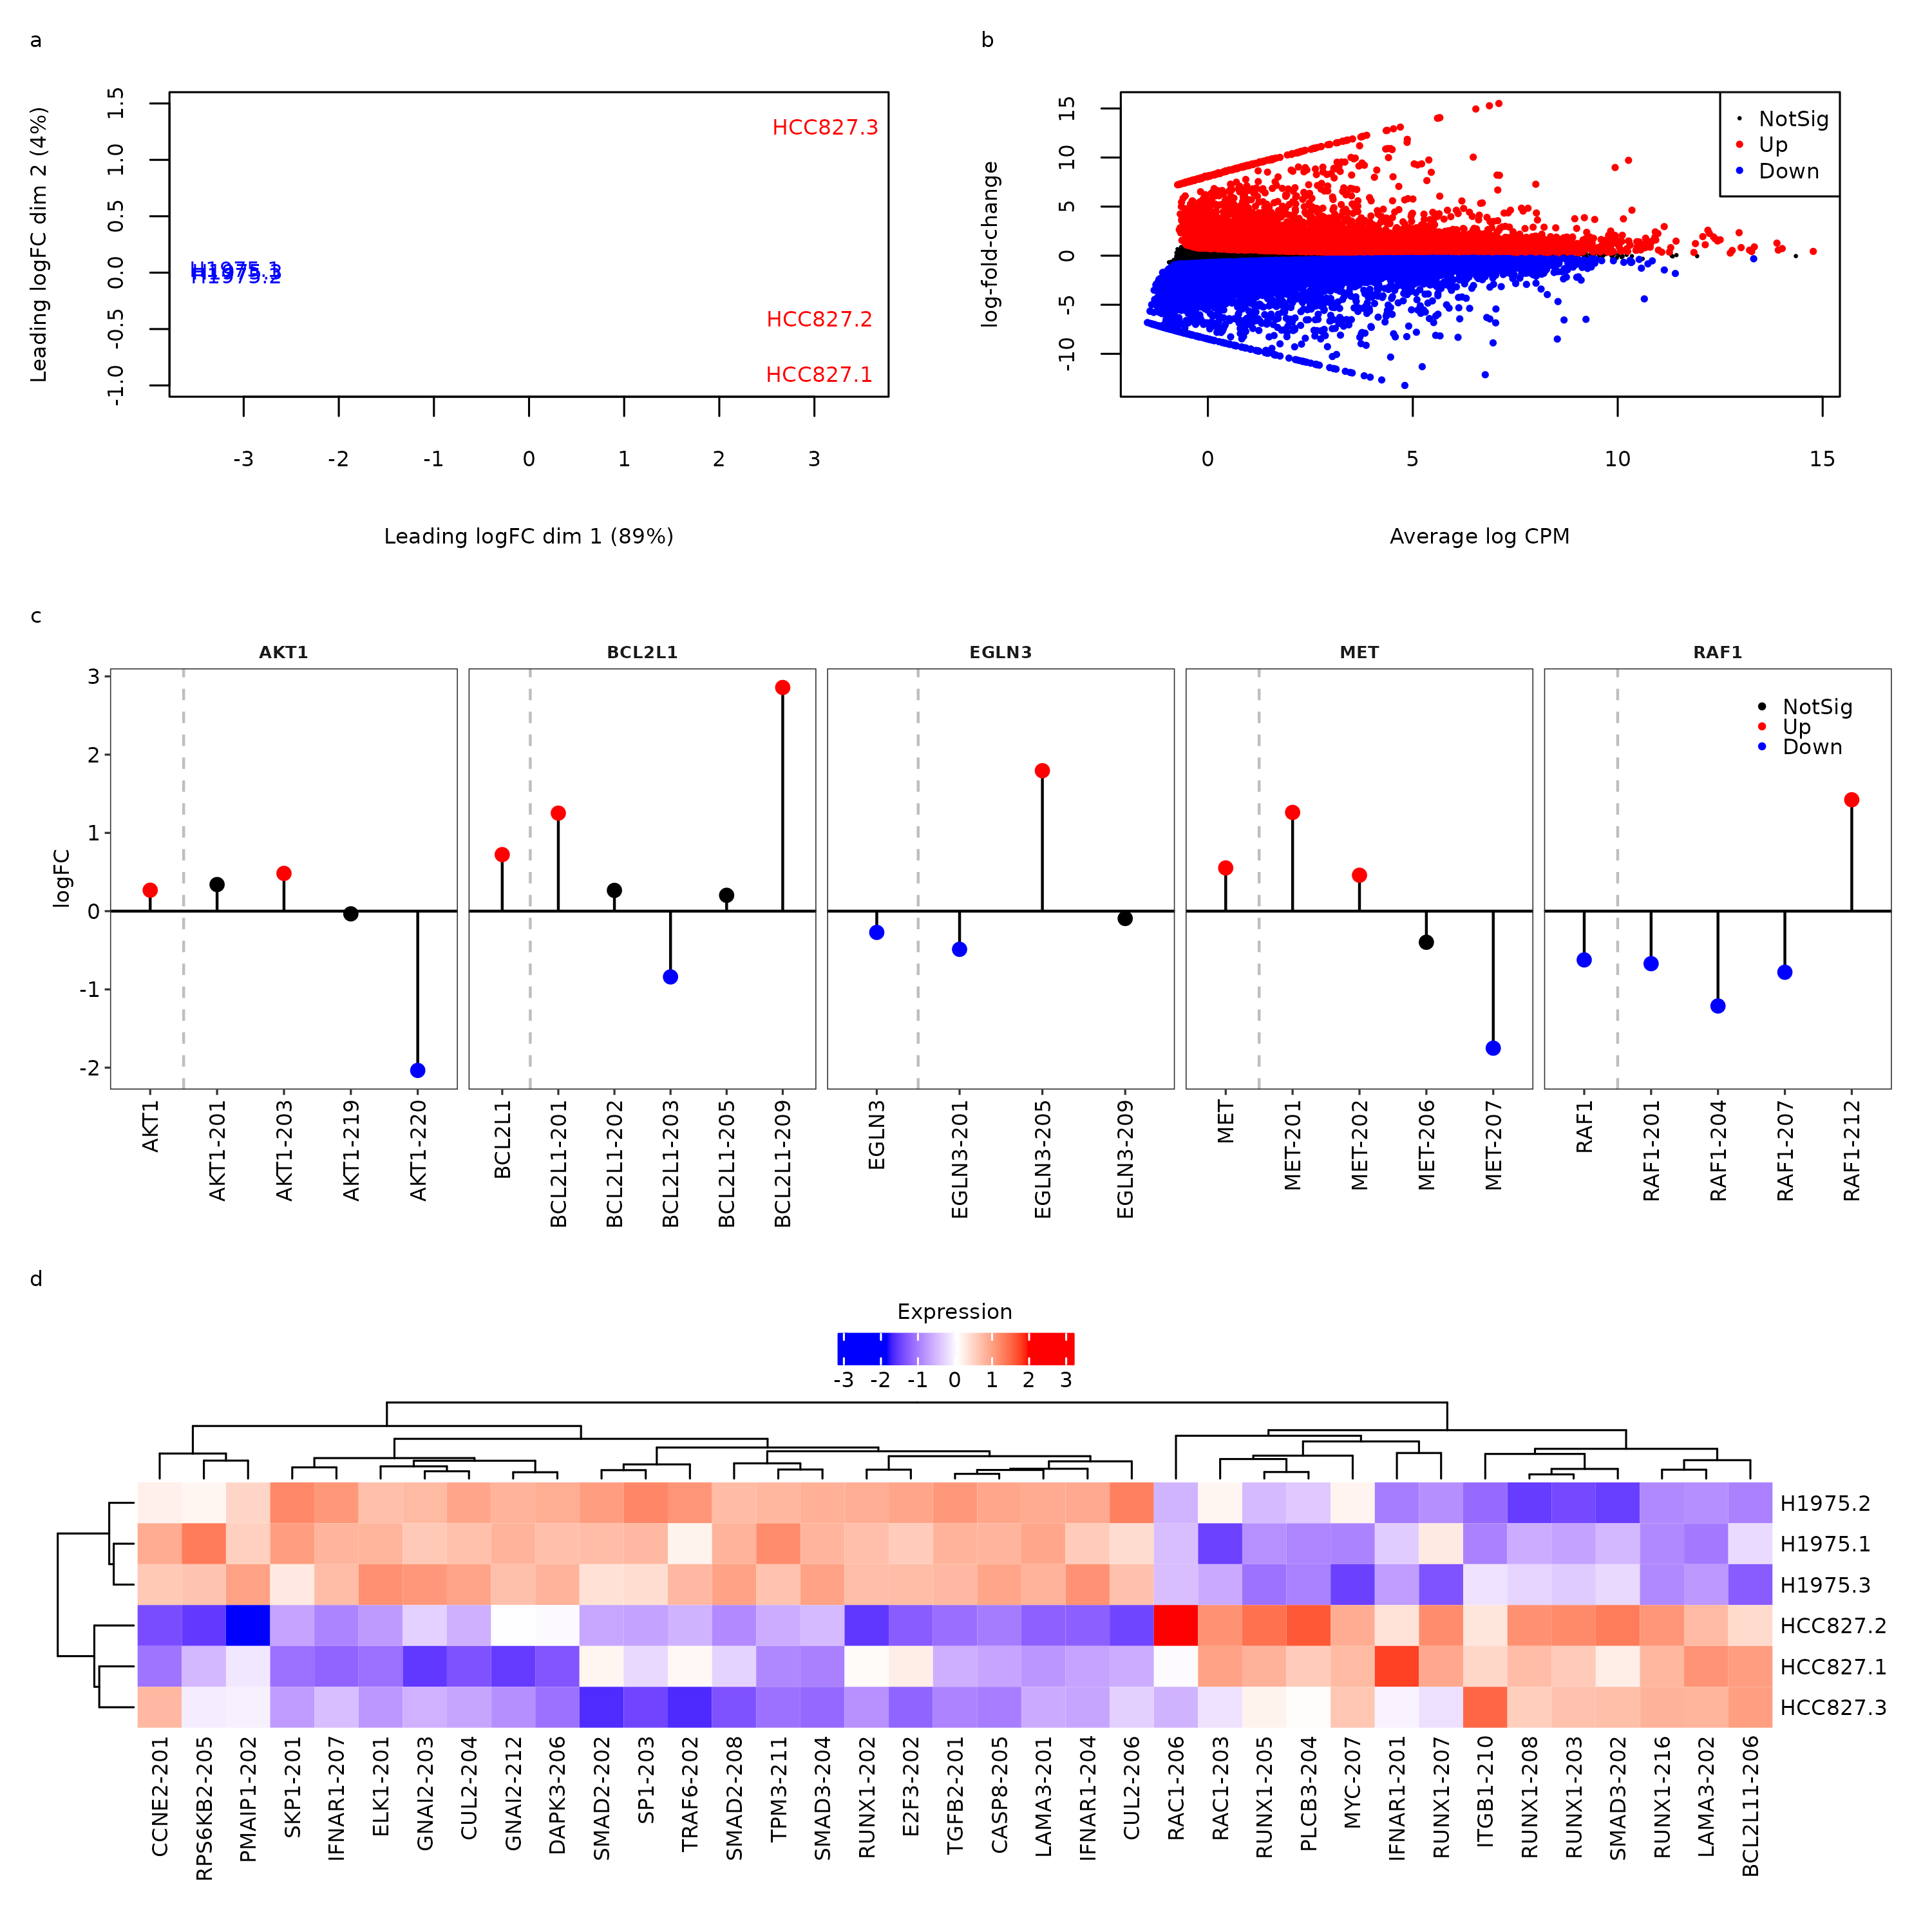 a
Leading logFC dim 2 (4%)
1.5
1.0
0.5
0.0
-0.5
-1.0
HCC827.3
H1975.1
H1975.3
H1975.2
HCC827.2
HCC827.1
-3 -2 -1 0 1 2 3
Leading logFC dim 1 (89%)
b
log-fold-change
15
10
5
0
-5
-10
NotSig
Up
Down
0 5 10 15
Average log CPM
c
AKT1 BCL2L1 EGLN3 MET RAF1
logFC
3
2
1
0
-1
-2
NotSig
Up
Down
AKT1
AKT1-201
AKT1-203
AKT1-219
AKT1-220
BCL2L1
BCL2L1-201
BCL2L1-202
BCL2L1-203
BCL2L1-205
BCL2L1-209
EGLN3
EGLN3-201
EGLN3-205
EGLN3-209
MET
MET-201
MET-202
MET-206
MET-207
RAF1
RAF1-201
RAF1-204
RAF1-207
RAF1-212
d
Expression
-3 -2 -1 0 1 2 3
H1975.2
H1975.1
H1975.3
HCC827.2
HCC827.1
HCC827.3
CCNE2-201
RPS6KB2-205
PMAIP1-202
SKP1-201
IFNAR1-207
ELK1-201
GNAI2-203
CUL2-204
GNAI2-212
DAPK3-206
SMAD2-202
SP1-203
TRAF6-202
SMAD2-208
TPM3-211
SMAD3-204
RUNX1-202
E2F3-202
TGFB2-201
CASP8-205
LAMA3-201
IFNAR1-204
CUL2-206
RAC1-206
RAC1-203
RUNX1-205
PLCB3-204
MYC-207
IFNAR1-201
RUNX1-207
ITGB1-210
RUNX1-208
RUNX1-203
SMAD3-202
RUNX1-216
LAMA3-202
BCL2L11-206